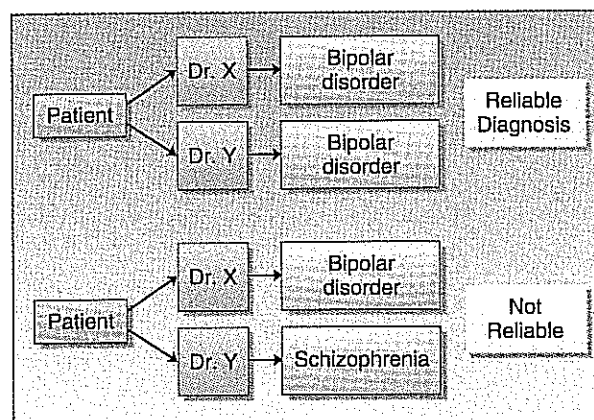 Patient
Dr. X
Bipolar
disorder
Dr. Y
Bipolar
disorder
Reliable
Diagnosis
Patient
Dr. X
Bipolar
disorder
Dr. Y
Schizophrenia
Not
Reliable